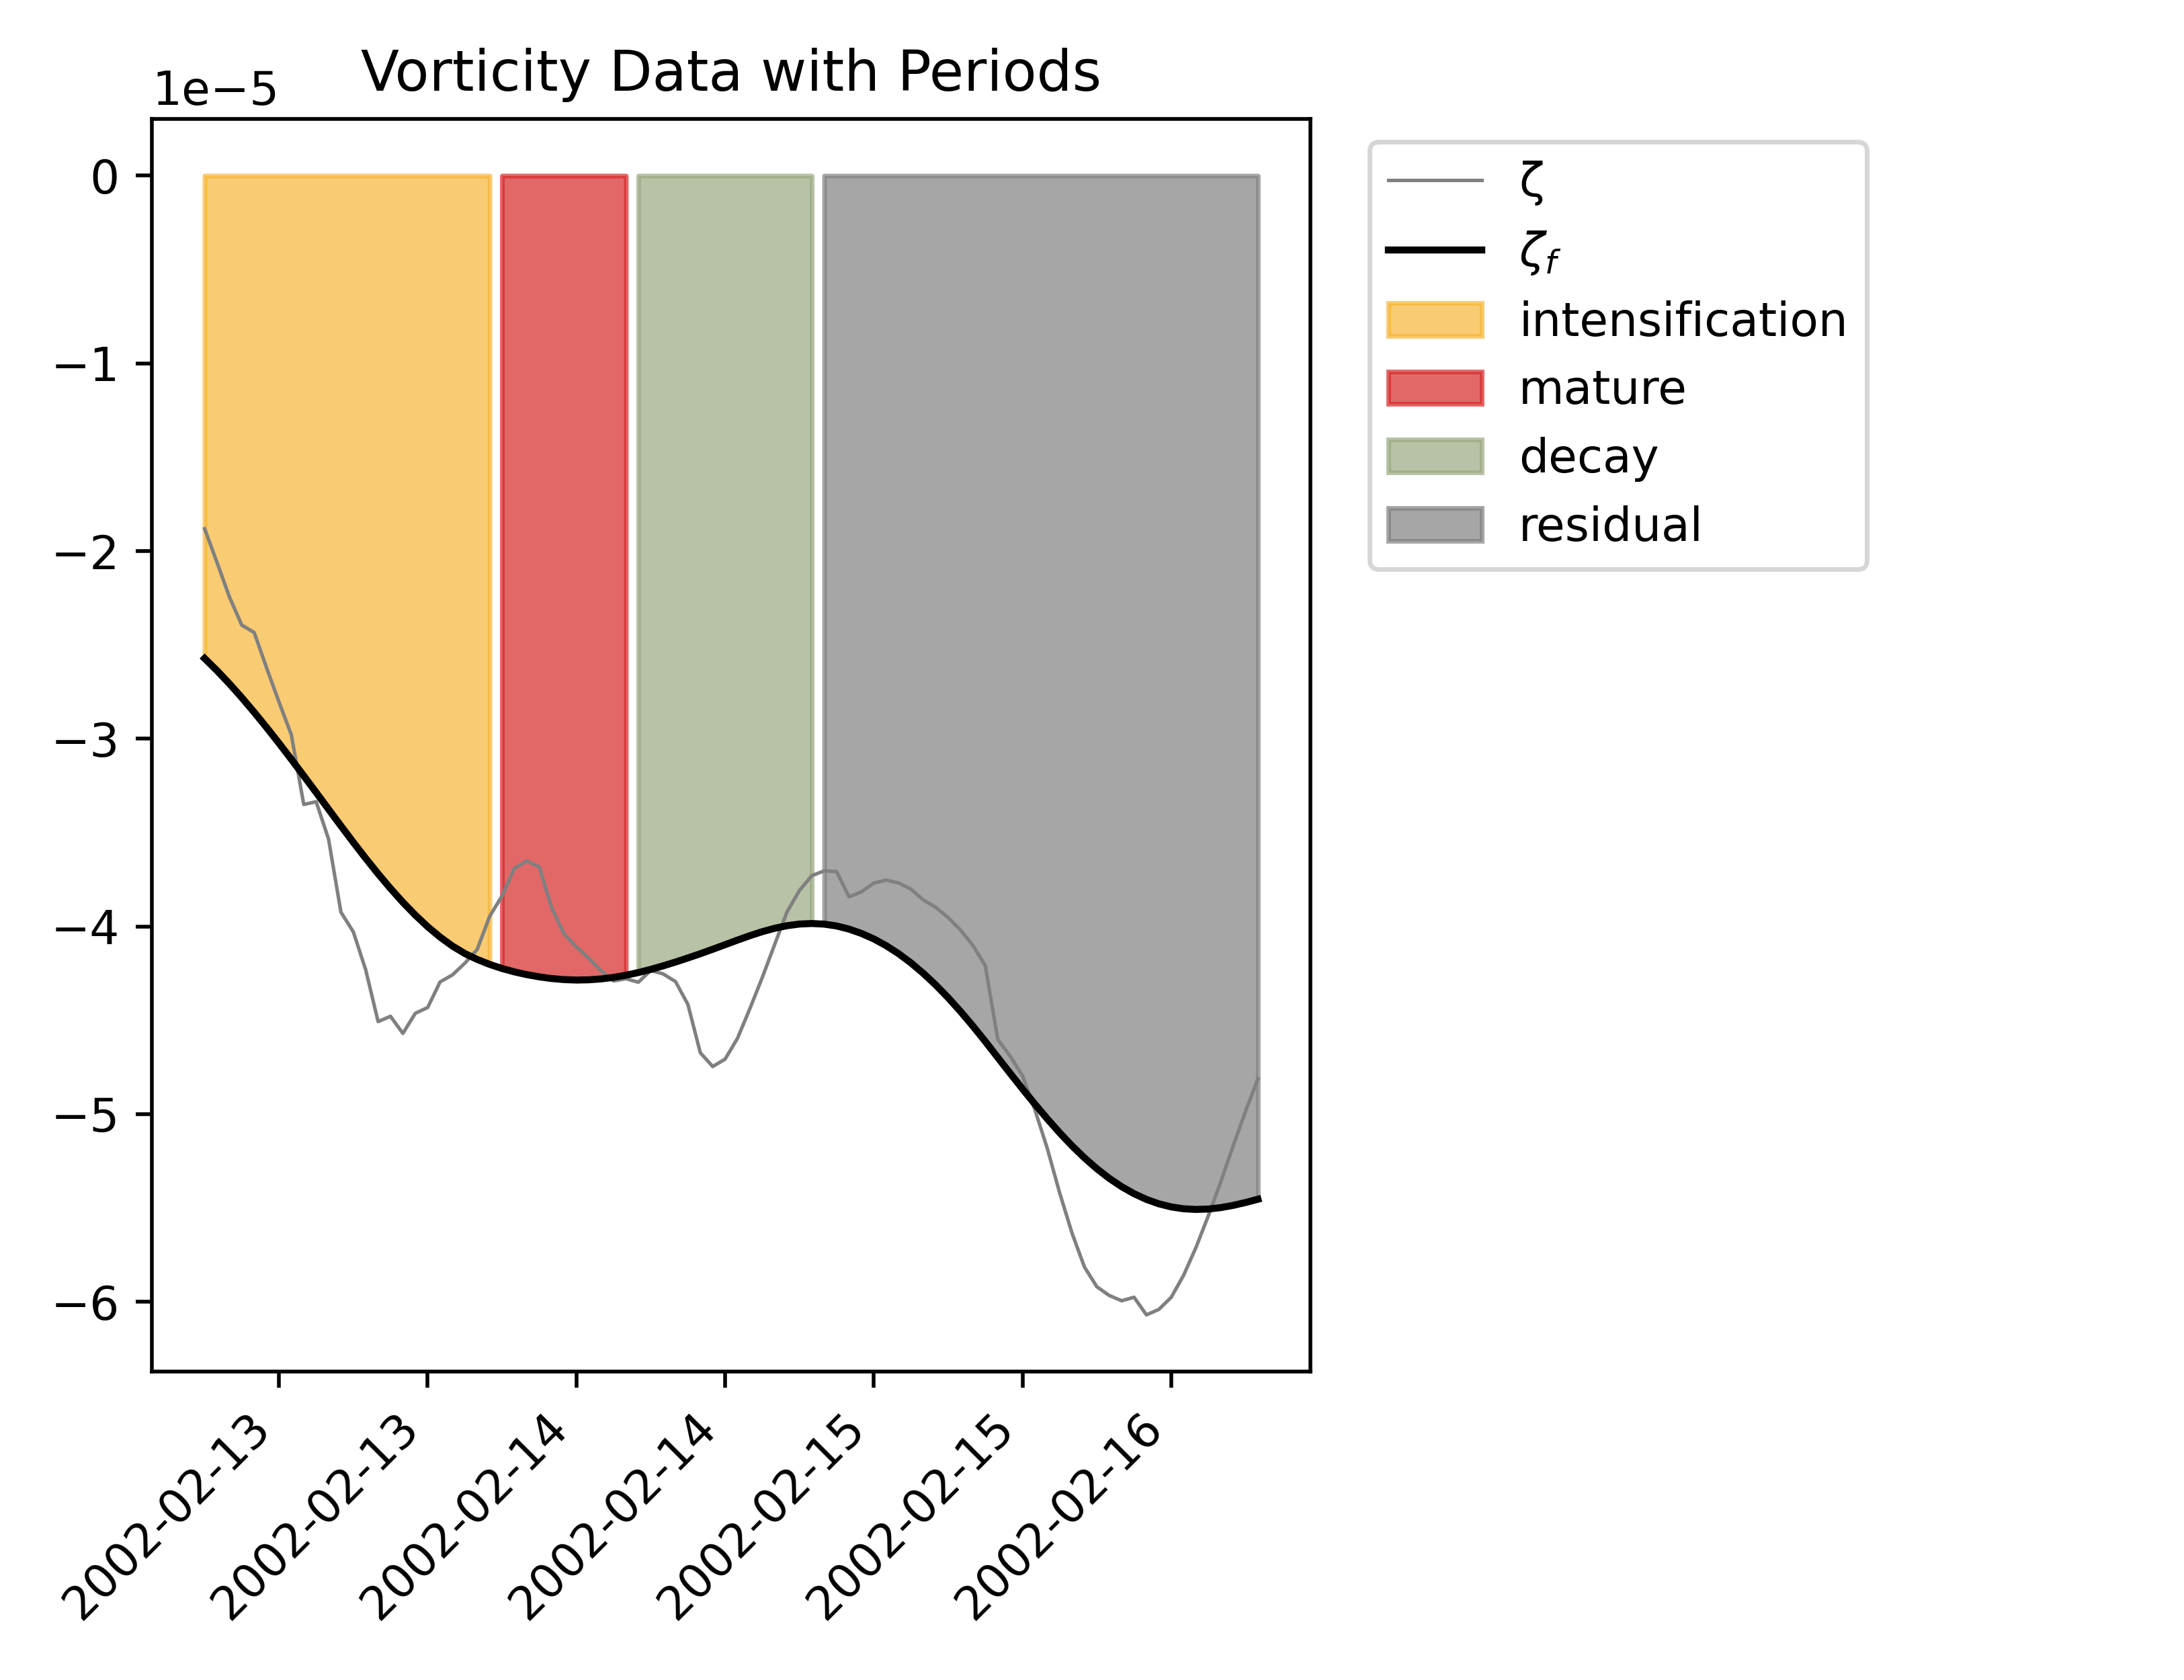 Vorticity Data with Periods
1e−5
0
−1
−2
−3
−4
−5
−6
2002-02-13
2002-02-13
2002-02-14
2002-02-14
2002-02-15
2002-02-15
2002-02-16
ζ
ζf
intensification
mature
decay
residual